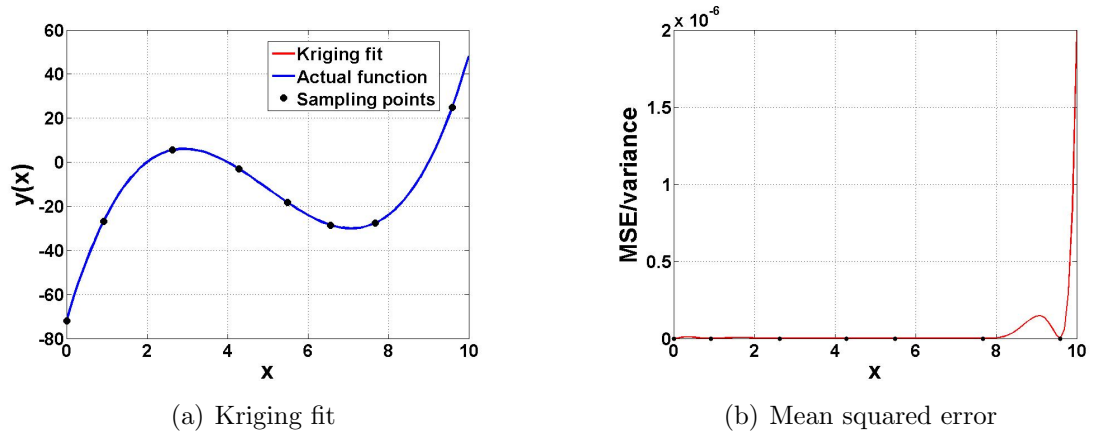 60
40
20
0
-20
-40
-60
-80
0 2 4 6 8 10
y(x)
x
Kriging fit
Actual function
Sampling points
(a) Kriging fit
2 x 10^-6
1.5
1
0.5
0
0 2 4 6 8 10
MSE/variance
x
(b) Mean squared error